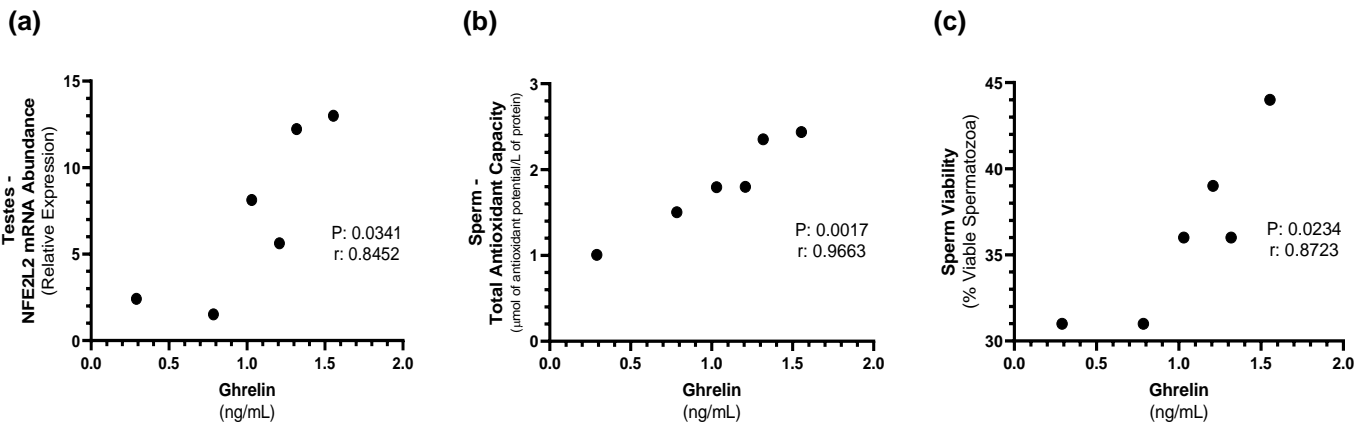 (a)
Testes -
NFE2L2 mRNA Abundance
(Relative Expression)
15
10
5
0
0.0 0.5 1.0 1.5 2.0
P: 0.0341
r: 0.8452
Ghrelin
(ng/mL)
(b)
Sperm -
Total Antioxidant Capacity
(μmol of antioxidant potential/L of protein)
3
2
1
0
0.0 0.5 1.0 1.5 2.0
P: 0.0017
r: 0.9663
Ghrelin
(ng/mL)
(c)
Sperm Viability
(% Viable Spermatozoa)
45
40
35
30
0.0 0.5 1.0 1.5 2.0
P: 0.0234
r: 0.8723
Ghrelin
(ng/mL)